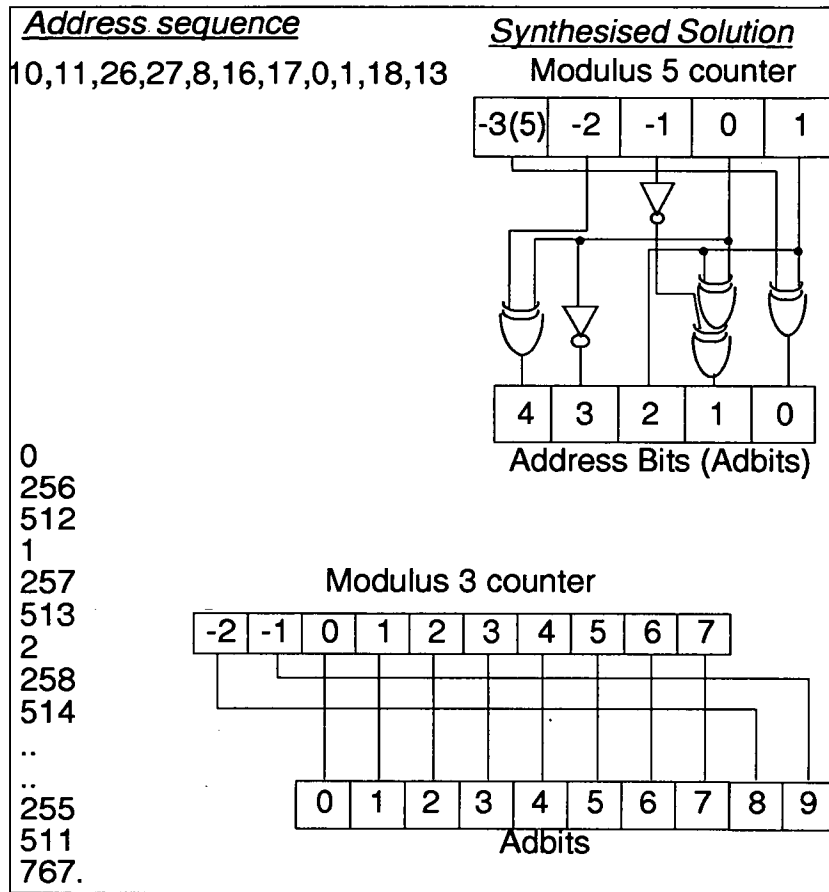 Address sequence
10,11,26,27,8,16,17,0,1,18,13
Synthesised Solution
Modulus 5 counter
-3(5) -2 -1 0 1
4 3 2 1 0
Address Bits (Adbits)
0
256
512
1
257
513
2
258
514
..
..
255
511
767.
Modulus 3 counter
-2 -1 0 1 2 3 4 5 6 7
0 1 2 3 4 5 6 7 8 9
Adbits